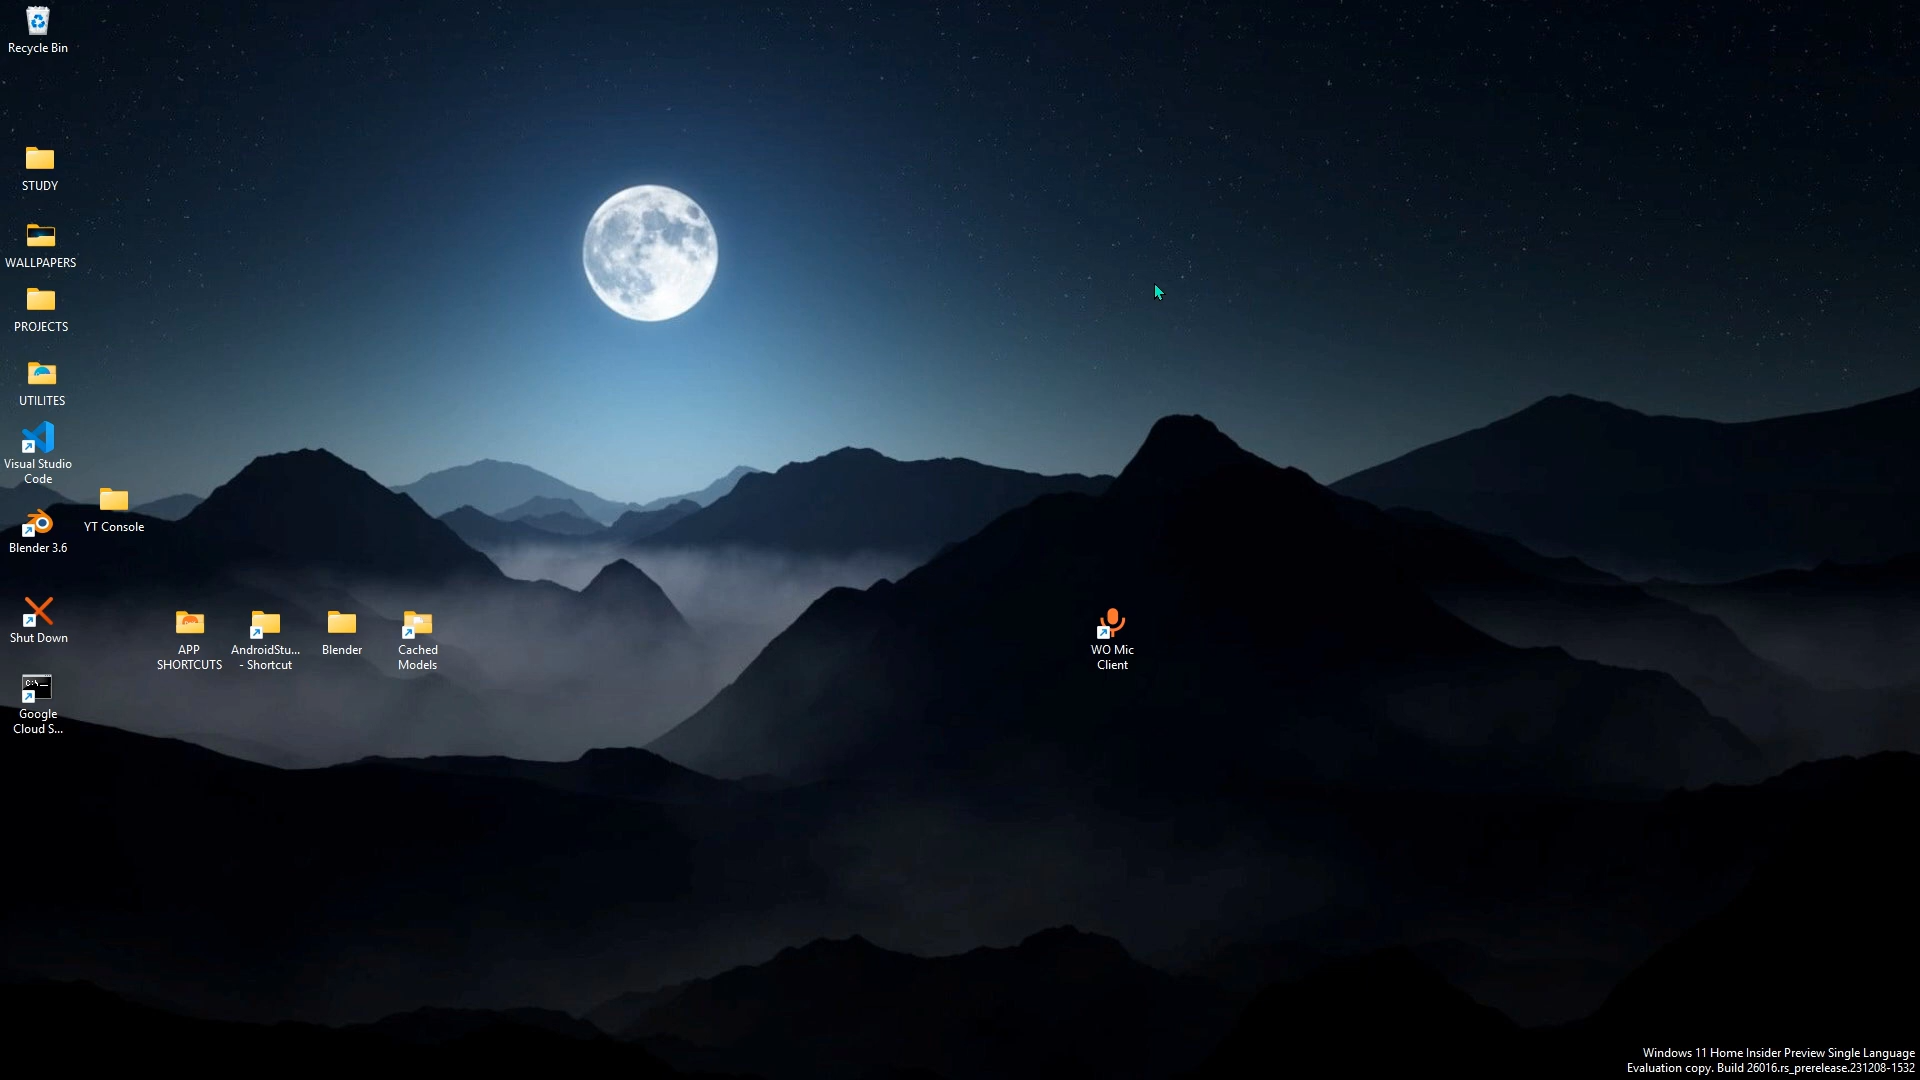 Recycle Bin
STUDY
WALLPAPERS
PROJECTS
UTILITES
Visual Studio
Code
YT Console
Blender 3.6
Shut Down
APP
SHORTCUTS
AndroidStu...
- Shortcut
Blender
Cached
Models
WO Mic
Client
C:\
Google
Cloud S...
Windows 11 Home Insider Preview Single Language
Evaluation copy. Build 26016.rs_prerelease.231208-1532